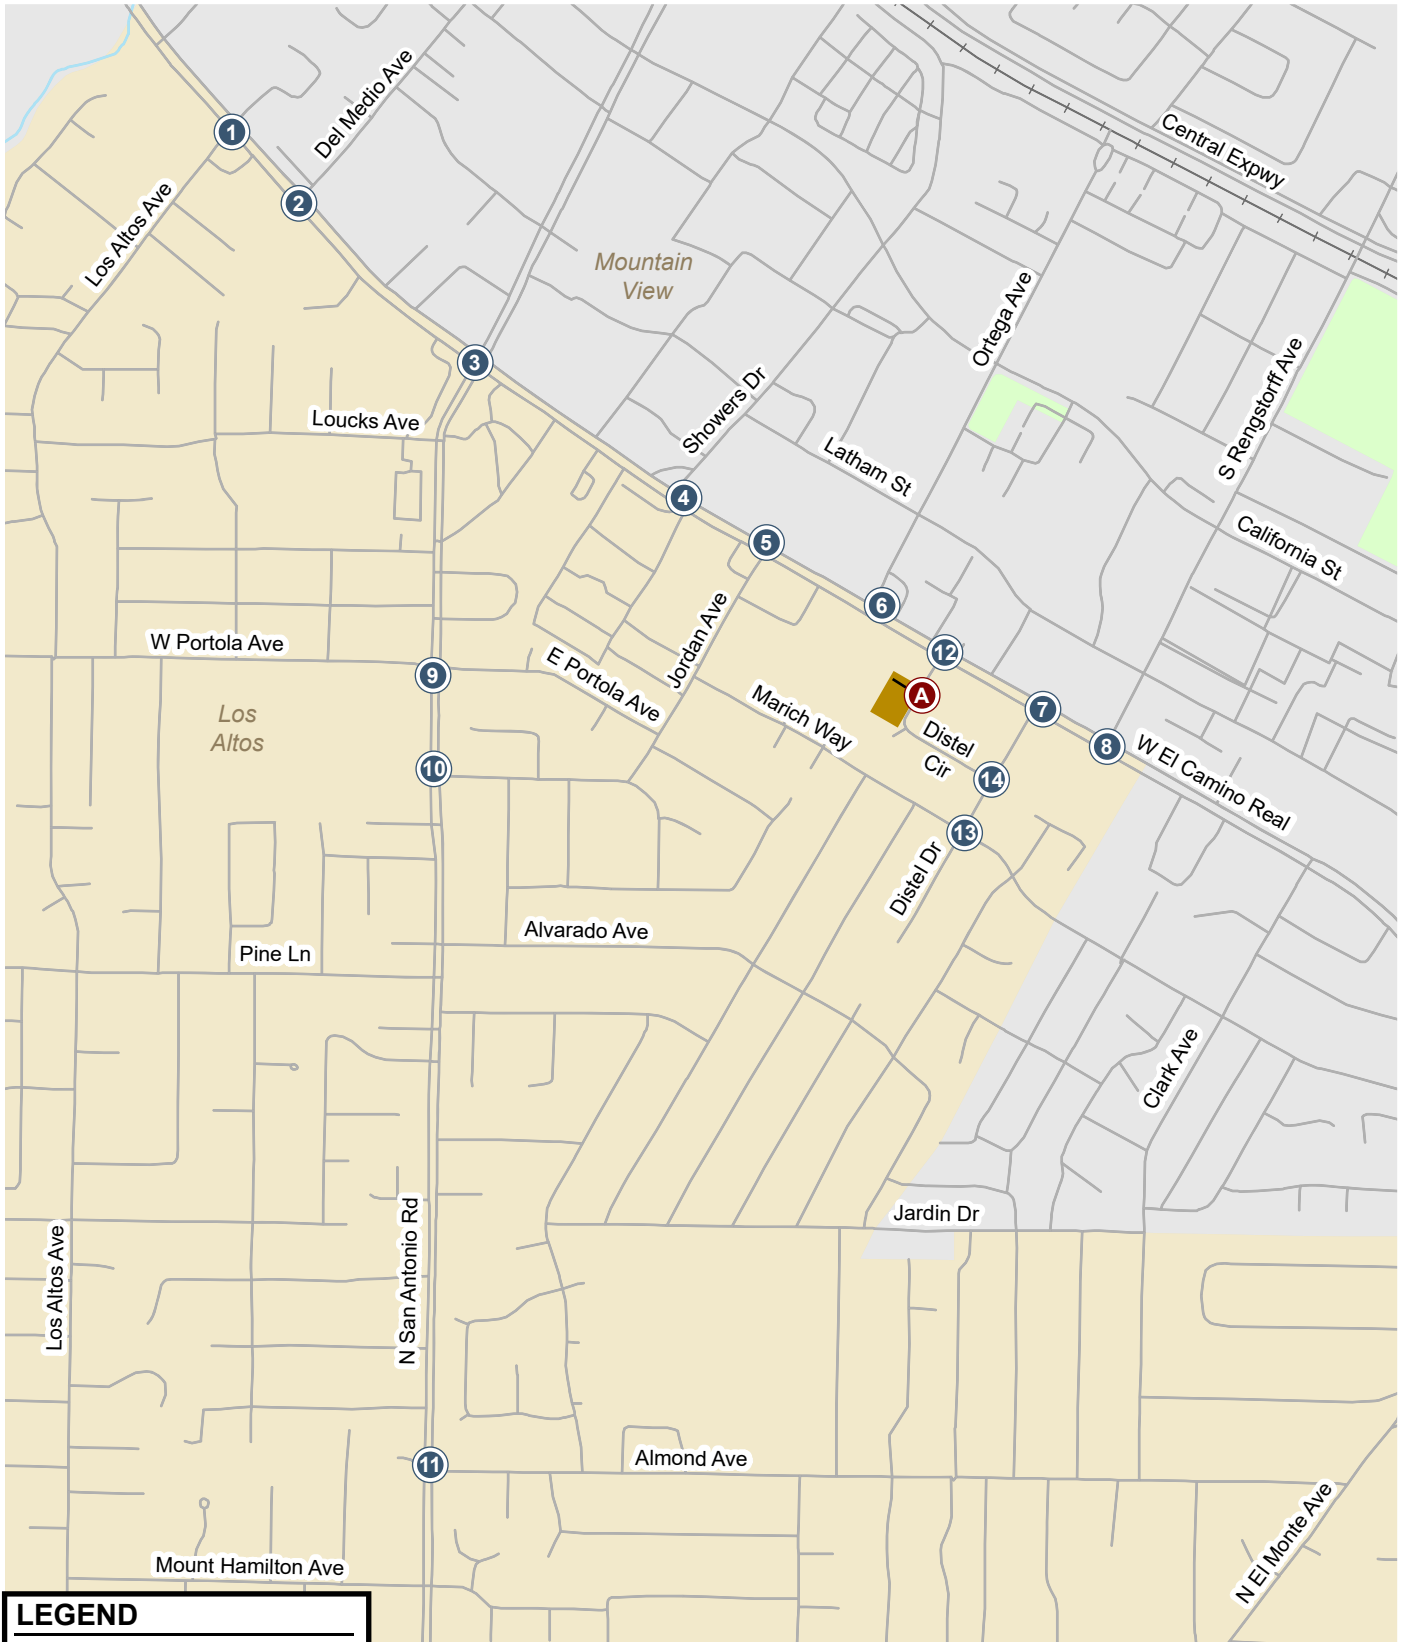 1
Del Medio Ave
2
Los Altos Ave
Central Expwy
Mountain
View
Ortega Ave
3
S Rengstorff Ave
Loucks Ave
Showers Dr
Latham St
4
5
California St
6
W Portola Ave
9
E Portola Ave
Jordan Ave
12
A
7
Marich Way
Los
Altos
Distel
Cir
8
W El Camino Real
10
14
13
Distel Dr
Alvarado Ave
Pine Ln
Clark Ave
Jardin Dr
Los Altos Ave
N San Antonio Rd
11
Almond Ave
N El Monte Ave
Mount Hamilton Ave
LEGEND